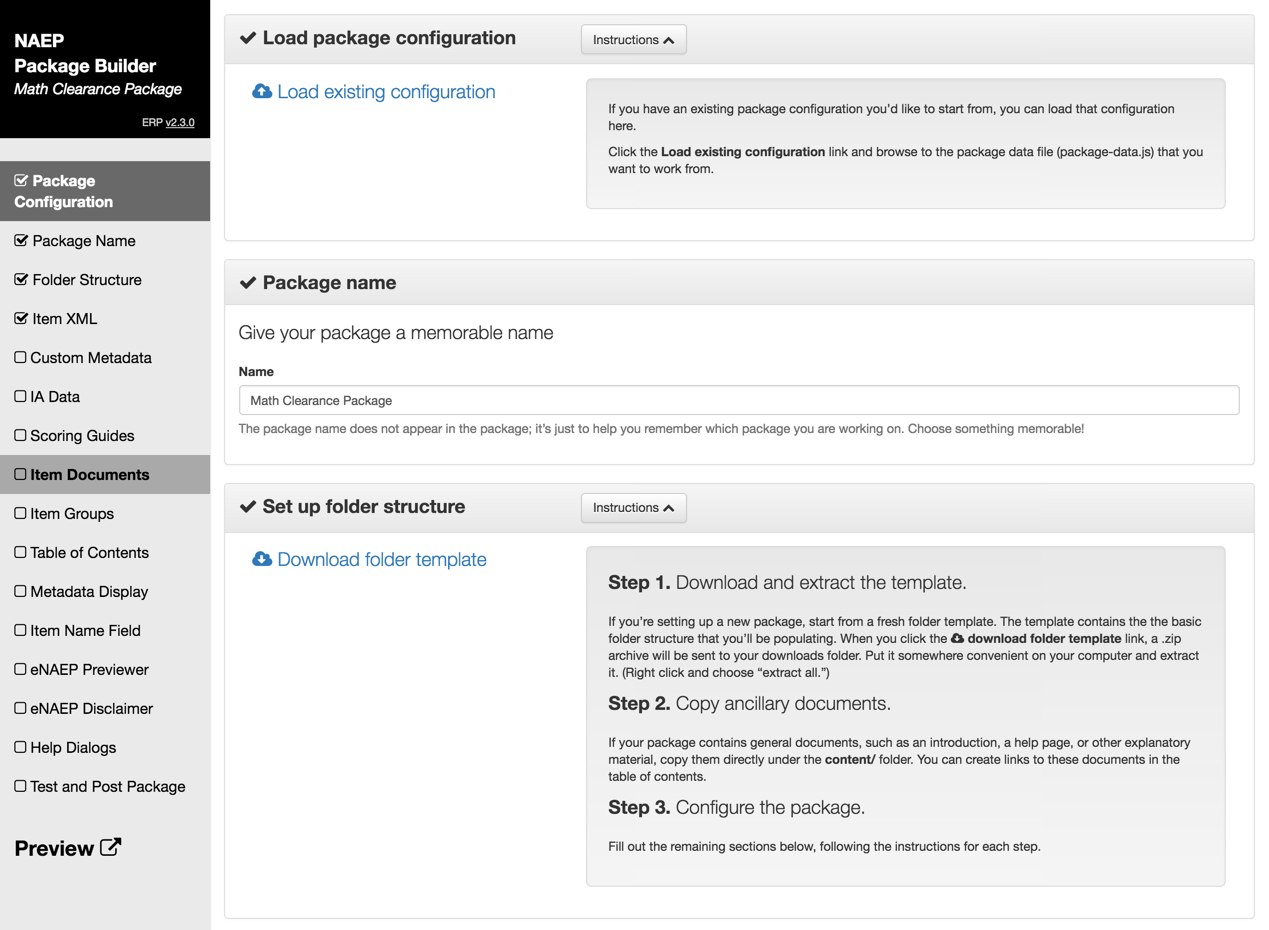 NAEP
Package Builder
Math Clearance Package
ERP v2.3.0
Package
Configuration
Package Name
Folder Structure
Item XML
Custom Metadata
IA Data
Scoring Guides
Item Documents
Item Groups
Table of Contents
Metadata Display
Item Name Field
eNAEP Previewer
eNAEP Disclaimer
Help Dialogs
Test and Post Package
Preview
Load package configuration
Instructions
Load existing configuration
If you have an existing package configuration you'd like to start from, you can load that configuration
here.
Click the Load existing configuration link and browse to the package data file (package-data.js) that you
want to work from.
Package name
Give your package a memorable name
Name
Math Clearance Package
The package name does not appear in the package; it's just to help you remember which package you are working on. Choose something memorable!
Set up folder structure
Instructions
Download folder template
Step 1. Download and extract the template.
If you're setting up a new package, start from a fresh folder template. The template contains the the basic
folder structure that you'll be populating. When you click the download folder template link, a .zip
archive will be sent to your downloads folder. Put it somewhere convenient on your computer and extract
it. (Right click and choose “extract all.”)
Step 2. Copy ancillary documents.
If your package contains general documents, such as an introduction, a help page, or other explanatory
material, copy them directly under the content/ folder. You can create links to these documents in the
table of contents.
Step 3. Configure the package.
Fill out the remaining sections below, following the instructions for each step.